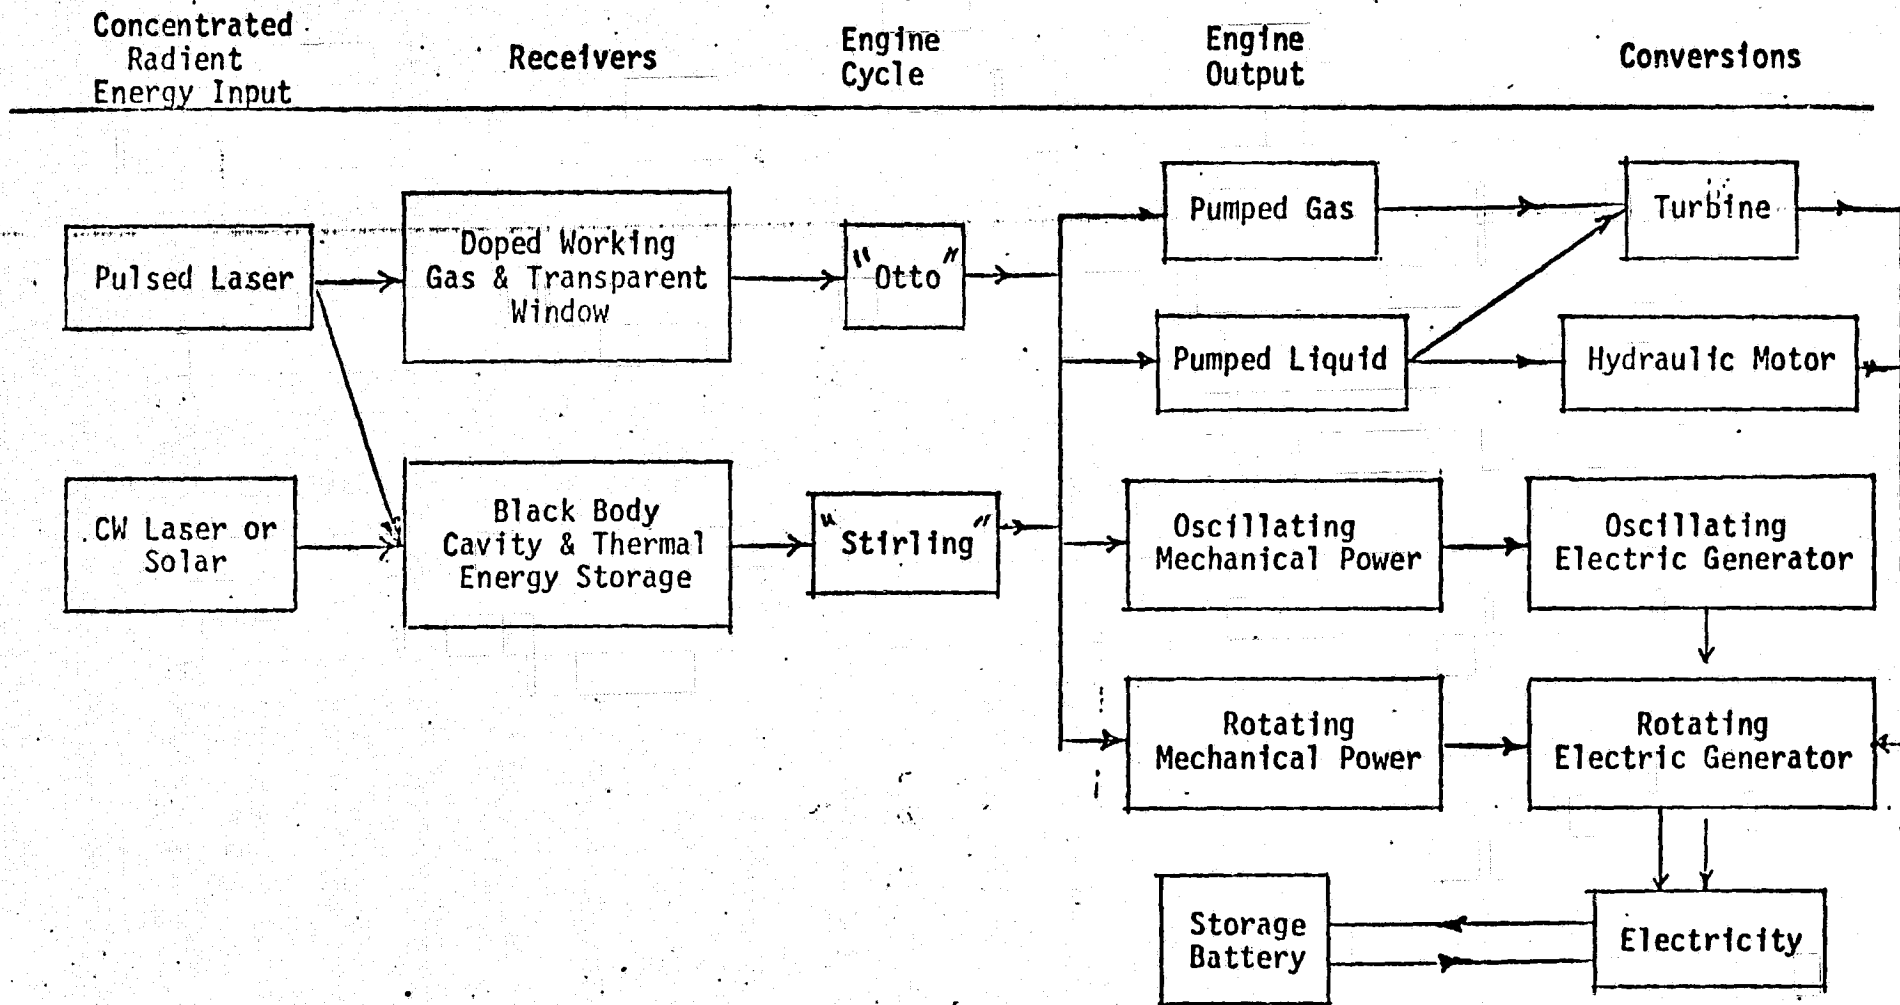 Concentrated
Radient
Energy Input
Receivers
Engine
Cycle
Engine
Output
Conversions
Pulsed Laser
Doped Working
Gas & Transparent
Window
"Otto"
Pumped Gas
Turbine
Pumped Liquid
Hydraulic Motor
CW Laser or
Solar
Black Body
Cavity & Thermal
Energy Storage
"Stirling"
Oscillating
Mechanical Power
Oscillating
Electric Generator
Rotating
Mechanical Power
Rotating
Electric Generator
Storage
Battery
Electricity